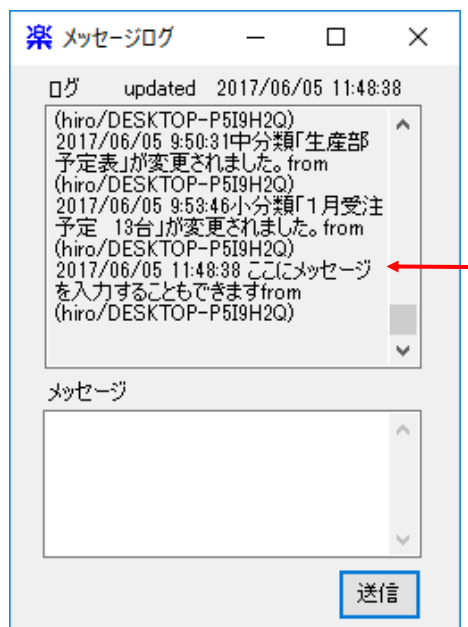 楽 メッセージログ
ログ updated 2017/06/05 11:48:38
(hiro/DESKTOP-P5I9H2Q)
2017/06/05 9:50:31中分類「生産部
予定表」が変更されました。from
(hiro/DESKTOP-P5I9H2Q)
2017/06/05 9:53:46小分類「1月受注
予定　13台」が変更されました。from
(hiro/DESKTOP-P5I9H2Q)
2017/06/05 11:48:38 ここにメッセージ
を入力することもできますfrom
(hiro/DESKTOP-P5I9H2Q)
メッセージ
送信